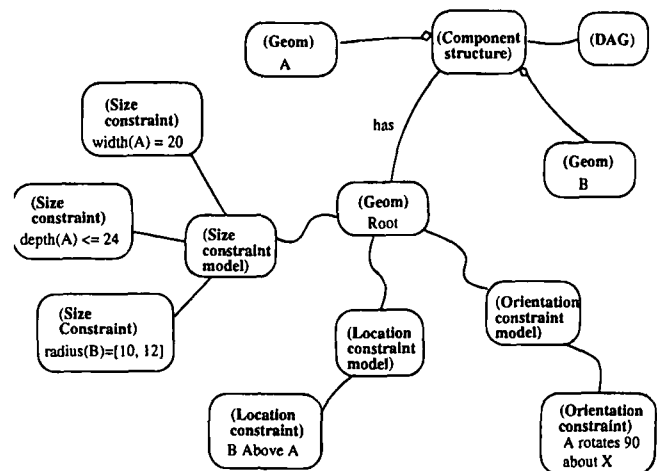 (Geom)
A
(Component
structure)
(DAG)
(Size
constraint)
width(A) = 20
has
(Geom)
B
(Size
constraint)
depth(A) <= 24
(Size
constraint
model)
(Geom)
Root
(Size
Constraint)
radius(B)=[10, 12]
(Location
constraint
model)
(Orientation
constraint
model)
(Location
constraint)
B Above A
(Orientation
constraint)
A rotates 90
about X